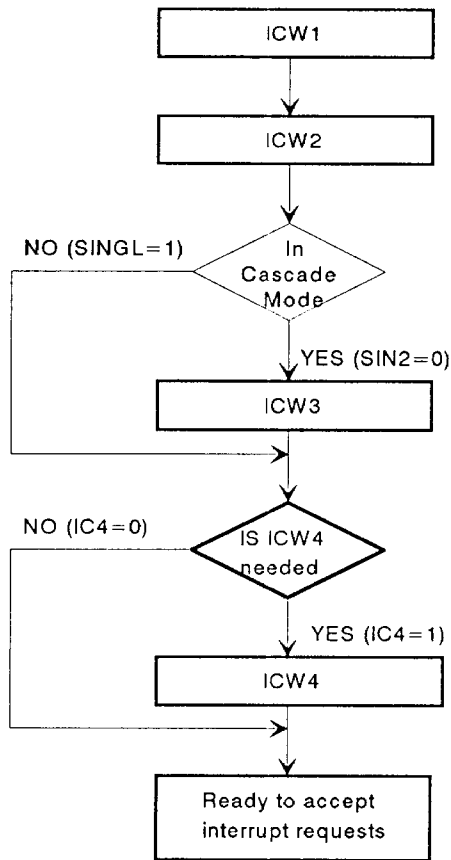 ICW1
ICW2
NO (SINGL=1)
In
Cascade
Mode
YES (SIN2=0)
ICW3
NO (IC4=0)
IS ICW4
needed
YES (IC4=1)
ICW4
Ready to accept
interrupt requests